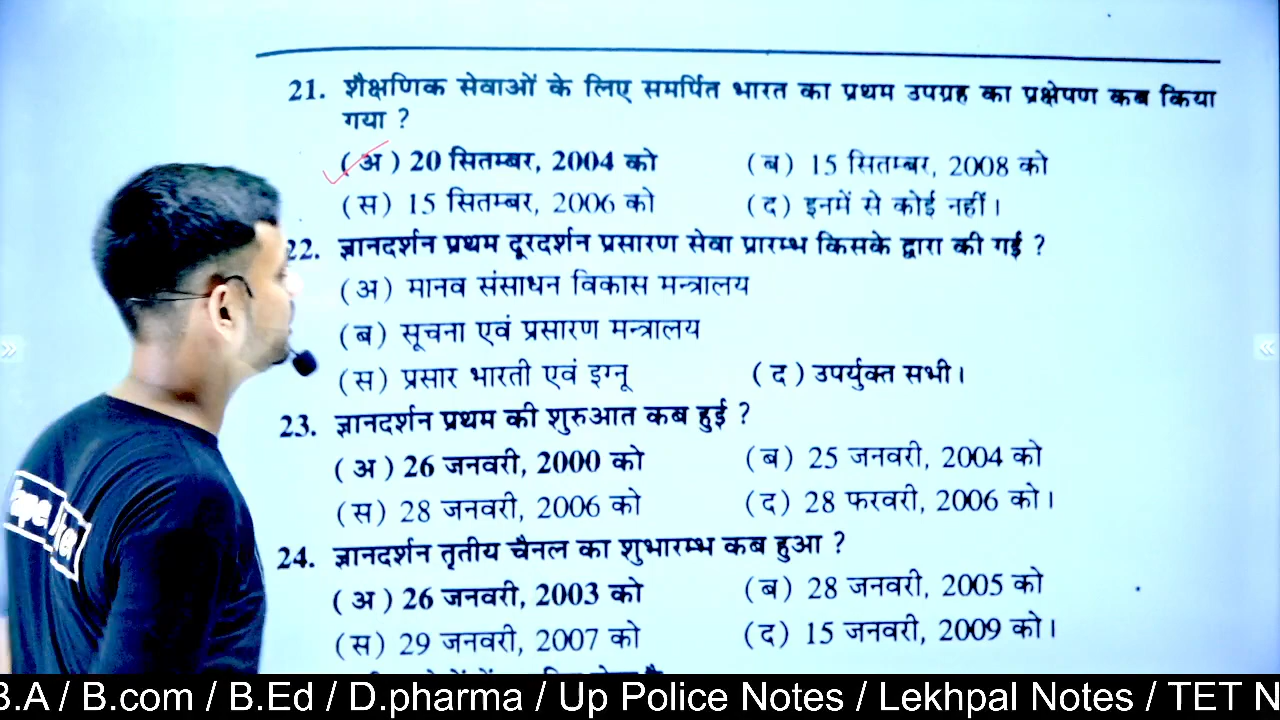 21. शैक्षणिक सेवाओं के लिए समर्पित भारत का प्रथम उपग्रह का प्रक्षेपण कब किया
गया ?
(अ) 20 सितम्बर, 2004 को (ब) 15 सितम्बर, 2008 को
(स) 15 सितम्बर, 2006 को (द) इनमें से कोई नहीं।
22. ज्ञानदर्शन प्रथम दूरदर्शन प्रसारण सेवा प्रारम्भ किसके द्वारा की गई ?
(अ) मानव संसाधन विकास मन्त्रालय
(ब) सूचना एवं प्रसारण मन्त्रालय
(स) प्रसार भारती एवं इग्नू (द) उपर्युक्त सभी।
23. ज्ञानदर्शन प्रथम की शुरुआत कब हुई ?
(अ) 26 जनवरी, 2000 को (ब) 25 जनवरी, 2004 को
(स) 28 जनवरी, 2006 को (द) 28 फरवरी, 2006 को।
24. ज्ञानदर्शन तृतीय चैनल का शुभारम्भ कब हुआ ?
(अ) 26 जनवरी, 2003 को (ब) 28 जनवरी, 2005 को
(स) 29 जनवरी, 2007 को (द) 15 जनवरी, 2009 को।
B.A / B.com / B.Ed / D.pharma / Up Police Notes / Lekhpal Notes / TET N